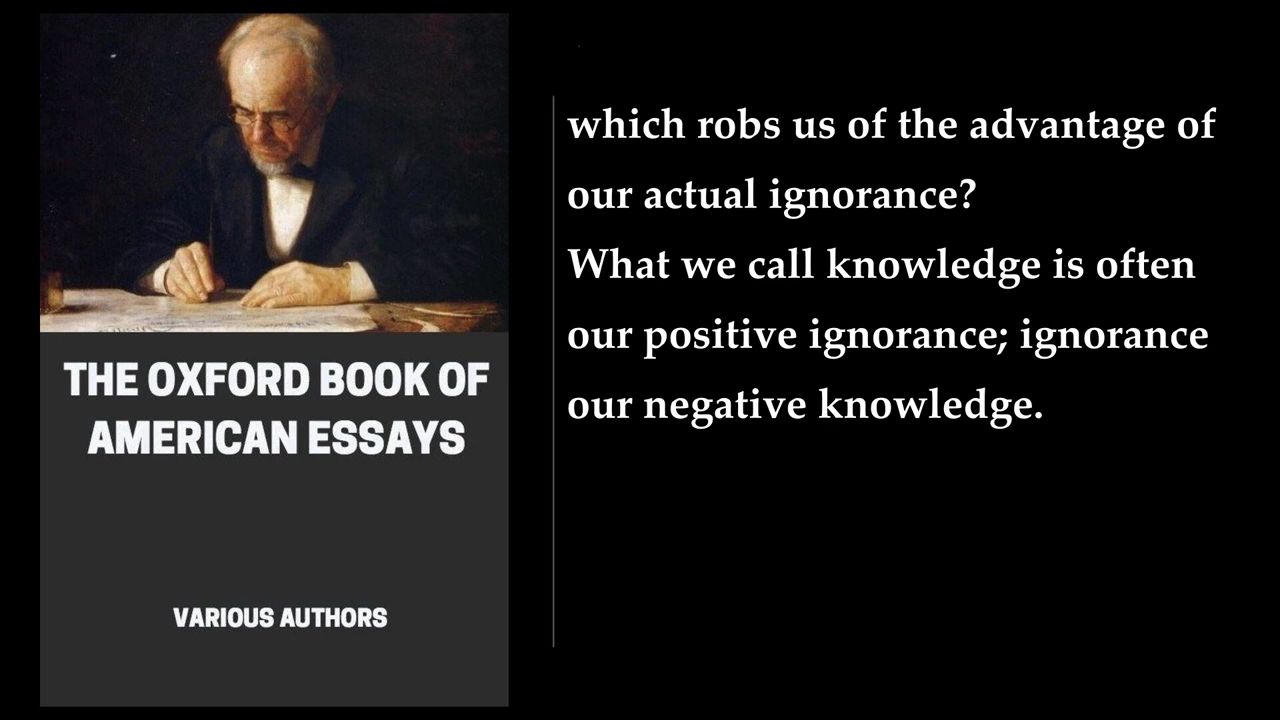 THE OXFORD BOOK OF
AMERICAN ESSAYS
VARIOUS AUTHORS
which robs us of the advantage of
our actual ignorance?
What we call knowledge is often
our positive ignorance; ignorance
our negative knowledge.